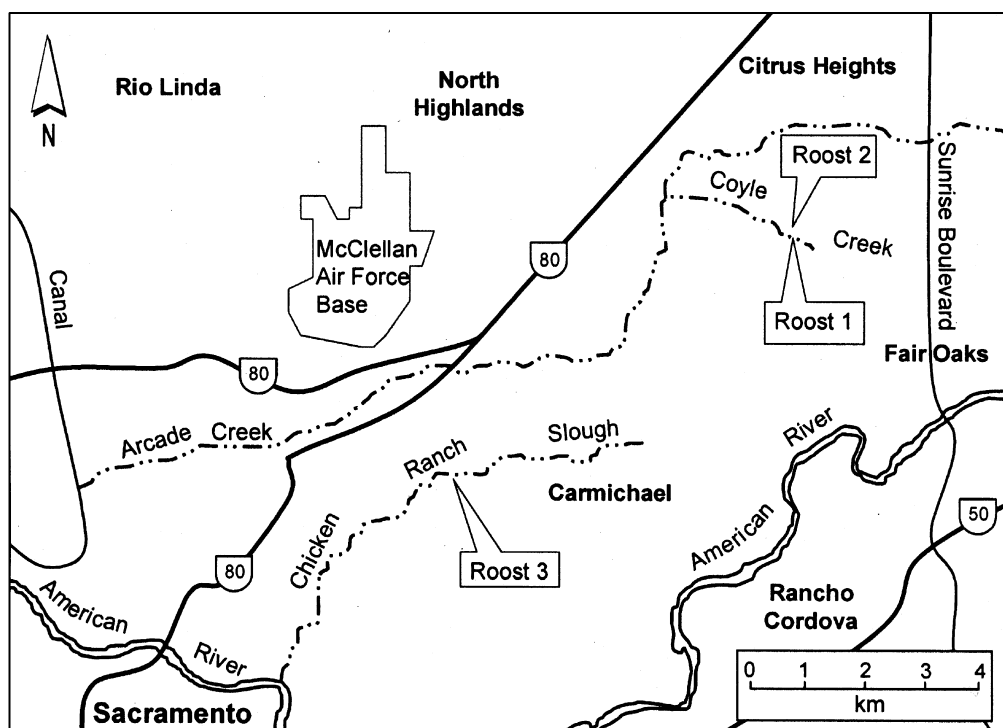 Rio Linda
North
Highlands
Citrus Heights
N
Roost 2
Coyle
Creek
Sunrise Boulevard
McClellan
Air Force
Base
80
Canal
Roost 1
Fair Oaks
80
Arcade Creek
River
Ranch
Slough
Carmichael
50
American
Chicken
Roost 3
80
American
River
Rancho
Cordova
0 1 2 3 4
km
Sacramento